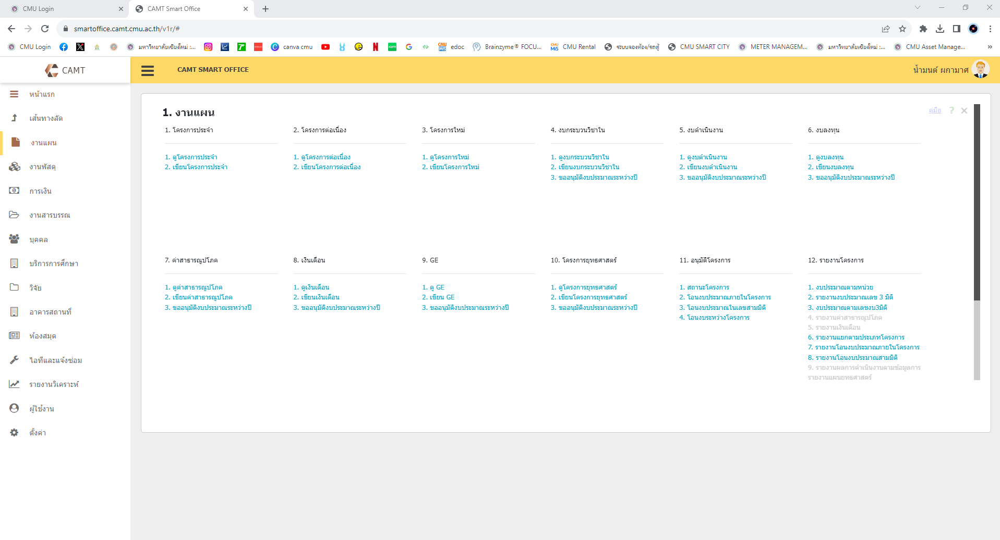 CMU Login
CAMT Smart Office
smartoffice.camt.cmu.ac.th/v1r/#
CMU Login
มหาวิทยาลัยเชียงใหม่ :...
canva cmu
edoc
Brainzyme® FOCU...
CMU Rental
ระบบจองห้อง/รถตู้
CMU SMART CITY
METER MANAGEM...
มหาวิทยาลัยเชียงใหม่ :...
CMU Asset Manage...
»
CAMT
CAMT SMART OFFICE
น้ำมนต์ ผกามาศ
หน้าแรก
เส้นทางลัด
งานแผน
งานพัสดุ
การเงิน
งานสารบรรณ
บุคคล
บริการการศึกษา
วิจัย
อาคารสถานที่
ห้องสมุด
ไอทีและแจ้งซ่อม
รายงานวิเคราะห์
ผู้ใช้งาน
ตั้งค่า
1. งานแผน
คู่มือ ?
1. โครงการประจำ
1. ดูโครงการประจำ
2. เขียนโครงการประจำ
2. โครงการต่อเนื่อง
1. ดูโครงการต่อเนื่อง
2. เขียนโครงการต่อเนื่อง
3. โครงการใหม่
1. ดูโครงการใหม่
2. เขียนโครงการใหม่
4. งบกระบวนวิชาใน
1. ดูงบกระบวนวิชาใน
2. เขียนงบกระบวนวิชาใน
3. ขออนุมัติงบประมาณระหว่างปี
5. งบดำเนินงาน
1. ดูงบดำเนินงาน
2. เขียนงบดำเนินงาน
3. ขออนุมัติงบประมาณระหว่างปี
6. งบลงทุน
1. ดูงบลงทุน
2. เขียนงบลงทุน
3. ขออนุมัติงบประมาณระหว่างปี
7. ค่าสาธารณูปโภค
1. ดูค่าสาธารณูปโภค
2. เขียนค่าสาธารณูปโภค
3. ขออนุมัติงบประมาณระหว่างปี
8. เงินเดือน
1. ดูเงินเดือน
2. เขียนเงินเดือน
3. ขออนุมัติงบประมาณระหว่างปี
9. GE
1. ดู GE
2. เขียน GE
3. ขออนุมัติงบประมาณระหว่างปี
10. โครงการยุทธศาสตร์
1. ดูโครงการยุทธศาสตร์
2. เขียนโครงการยุทธศาสตร์
3. ขออนุมัติงบประมาณระหว่างปี
11. อนุมัติโครงการ
1. สถานะโครงการ
2. โอนงบประมาณภายในโครงการ
3. โอนงบประมาณในเลขสามมิติ
4. โอนงบระหว่างโครงการ
12. รายงานโครงการ
1. งบประมาณตามหน่วย
2. รายงานงบประมาณเลข 3 มิติ
3. งบประมาณตามเลขงบ3มิติ
4. รายงานค่าสาธารณูปโภค
5. รายงานเงินเดือน
6. รายงานแยกตามประเภทโครงการ
7. รายงานโอนงบประมาณภายในโครงการ
8. รายงานโอนงบประมาณสามมิติ
9. รายงานผลการดำเนินงานตามข้อมูลการ
รายงานแผนยุทธศาสตร์